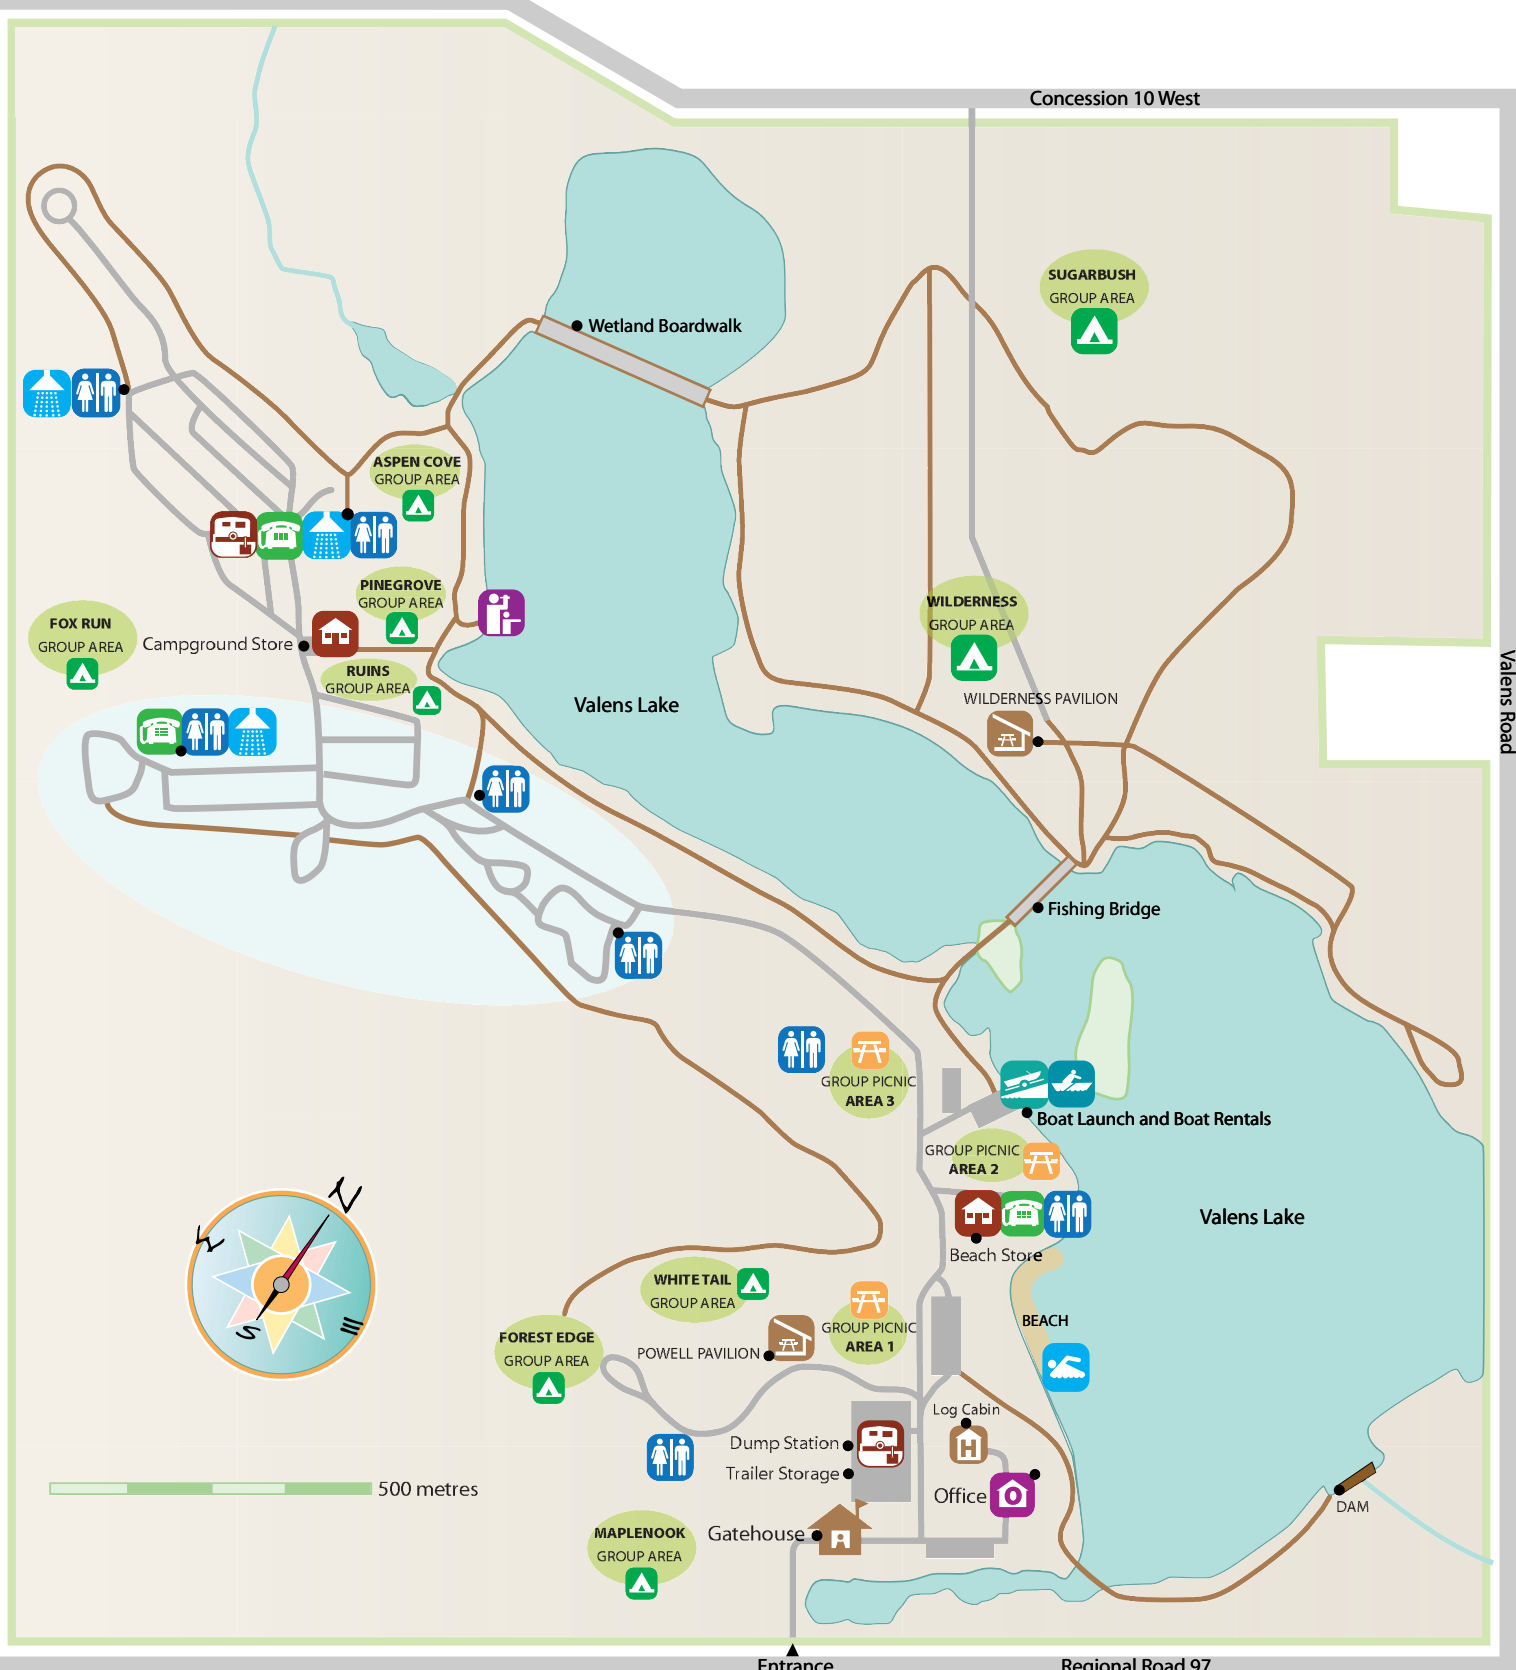 Concession 10 West
SUGARBUSH
GROUP AREA
Wetland Boardwalk
ASPEN COVE
GROUP AREA
PINEGROVE
GROUP AREA
WILDERNESS
GROUP AREA
FOX RUN
GROUP AREA
Campground Store
RUINS
GROUP AREA
Valens Road
WILDERNESS PAVILION
Valens Lake
Fishing Bridge
GROUP PICNIC
AREA 3
Boat Launch and Boat Rentals
GROUP PICNIC
AREA 2
N
W
E
S
Valens Lake
Beach Store
WHITE TAIL
GROUP AREA
BEACH
GROUP PICNIC
AREA 1
FOREST EDGE
GROUP AREA
POWELL PAVILION
Log Cabin
H
Dump Station
Trailer Storage
500 metres
Office
DAM
MAPLENOOK
GROUP AREA
Gatehouse
Entrance
Regional Road 97